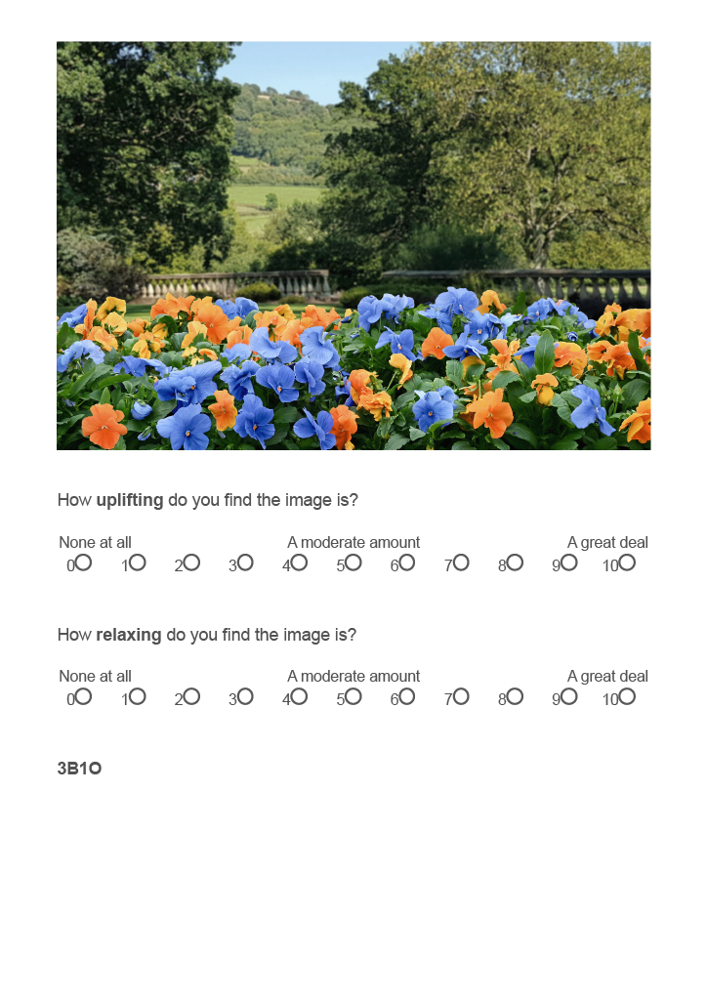 How uplifting do you find the image is?
None at all A moderate amount A great deal
0 1 2 3 4 5 6 7 8 9 10
How relaxing do you find the image is?
None at all A moderate amount A great deal
0 1 2 3 4 5 6 7 8 9 10
3B1O